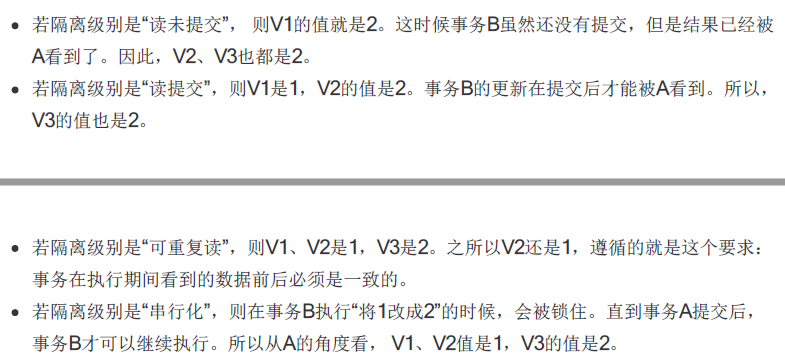 • 若隔离级别是“读未提交”， 则V1的值就是2。这时候事务B虽然还没有提交，但是结果已经被
A看到了。因此，V2、V3也都是2。
• 若隔离级别是“读提交”，则V1是1，V2的值是2。事务B的更新在提交后才能被A看到。所以，
V3的值也是2。
• 若隔离级别是“可重复读”，则V1、V2是1，V3是2。之所以V2还是1，遵循的就是这个要求：
事务在执行期间看到的数据前后必须是一致的。
• 若隔离级别是“串行化”，则在事务B执行“将1改成2”的时候，会被锁住。直到事务A提交后，
事务B才可以继续执行。所以从A的角度看， V1、V2值是1，V3的值是2。